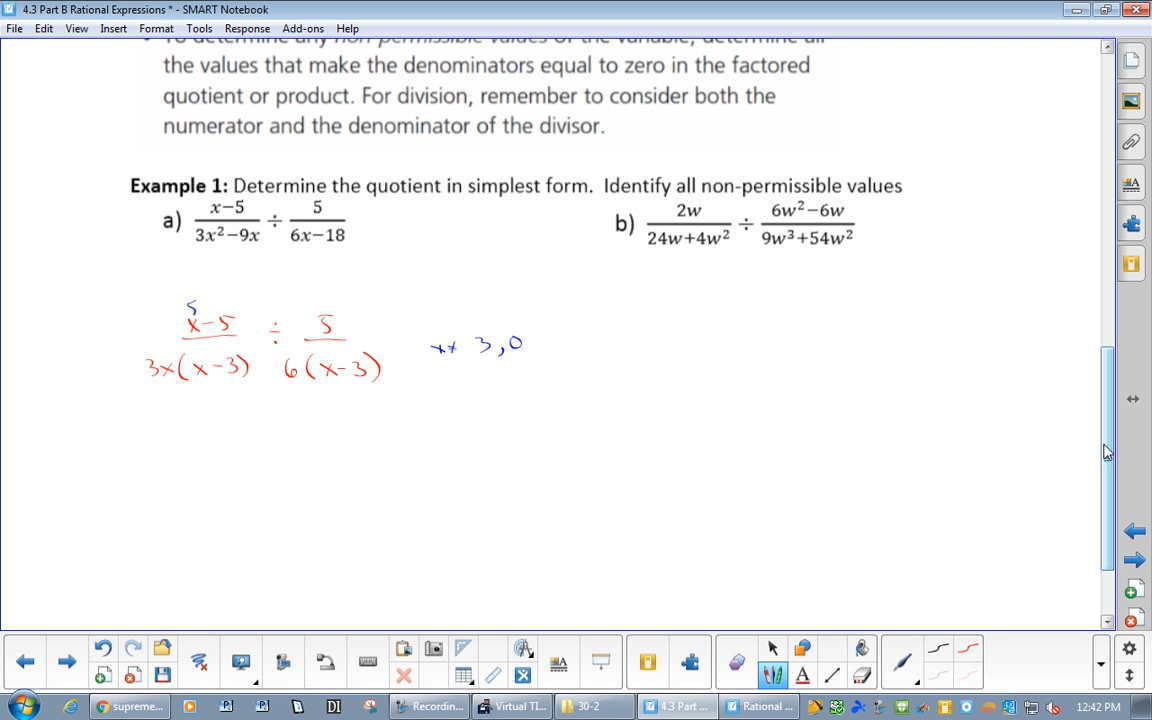 4.3 Part B Rational Expressions * - SMART Notebook
File Edit View Insert Format Tools Response Add-ons Help
the values that make the denominators equal to zero in the factored
quotient or product. For division, remember to consider both the
numerator and the denominator of the divisor.
Example 1: Determine the quotient in simplest form. Identify all non-permissible values
a) x−5 / 3x²−9x ÷ 5 / 6x−18 b) 2w / 24w+4w² ÷ 6w²−6w / 9w³+54w²
5
x-5 / 3x(x-3) ÷ 5 / 6(x-3) 3,0
supreme... Recordin... Virtual TI... 30-2 4.3 Part ... Rational ... 12:42 PM